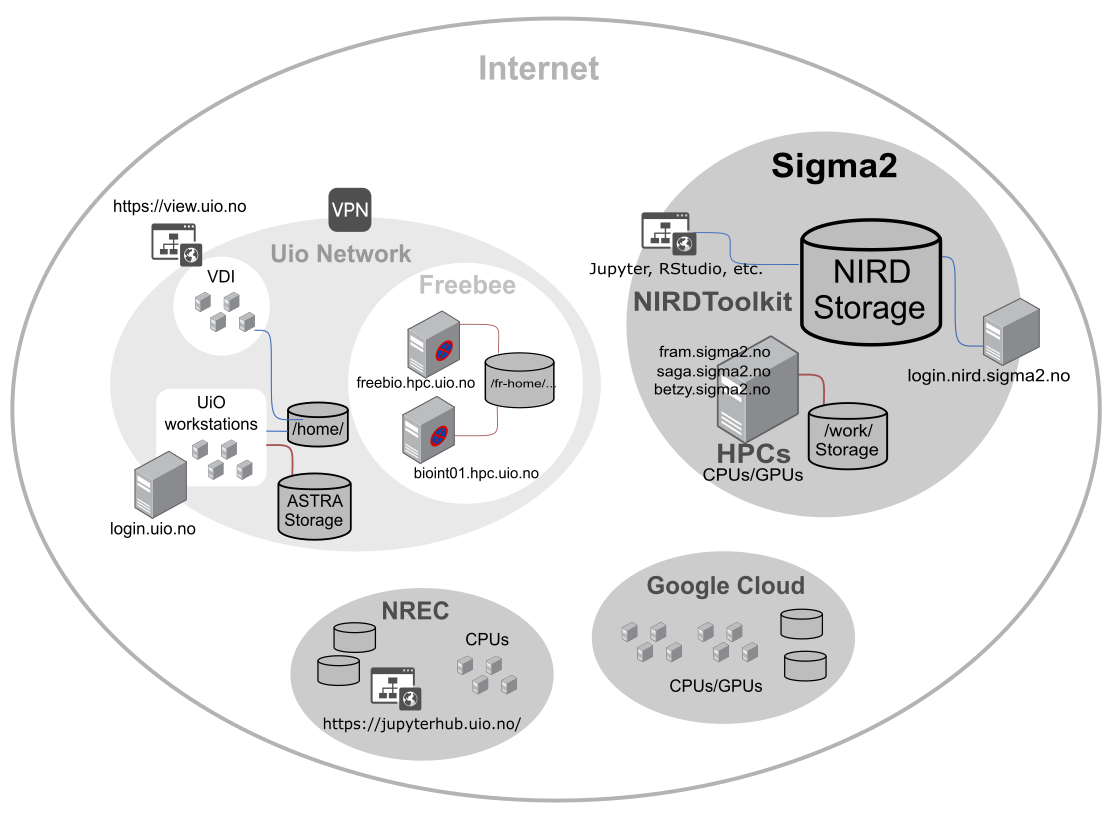 Internet
Sigma2
https://view.uio.no
VPN
Uio Network
VDI
Freebee
freebio.hpc.uio.no
/fr-home/...
bioint01.hpc.uio.no
UiO
workstations
/home/
login.uio.no
ASTRA
Storage
Jupyter, RStudio, etc.
NIRDToolkit
NIRD
Storage
login.nird.sigma2.no
fram.sigma2.no
saga.sigma2.no
betzy.sigma2.no
HPCs
CPUs/GPUs
/work/
Storage
NREC
CPUs
https://jupyterhub.uio.no/
Google Cloud
CPUs/GPUs